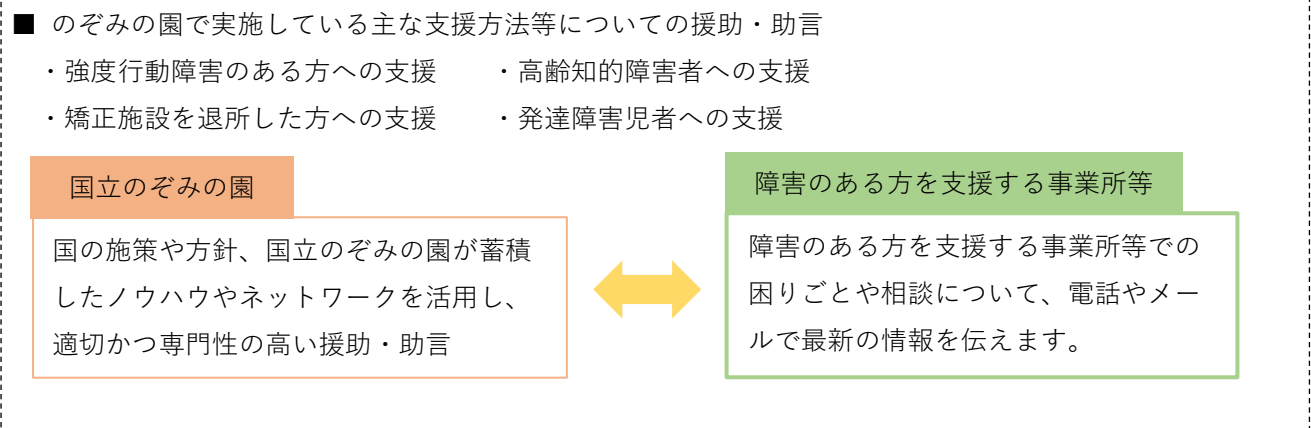 ■ のぞみの園で実施している主な支援方法等についての援助・助言
・強度行動障害のある方への支援 ・高齢知的障害者への支援
・矯正施設を退所した方への支援 ・発達障害児者への支援
国立のぞみの園
国の施策や方針、国立のぞみの園が蓄積
したノウハウやネットワークを活用し、
適切かつ専門性の高い援助・助言
障害のある方を支援する事業所等
障害のある方を支援する事業所等での
困りごとや相談について、電話やメー
ルで最新の情報を伝えます。